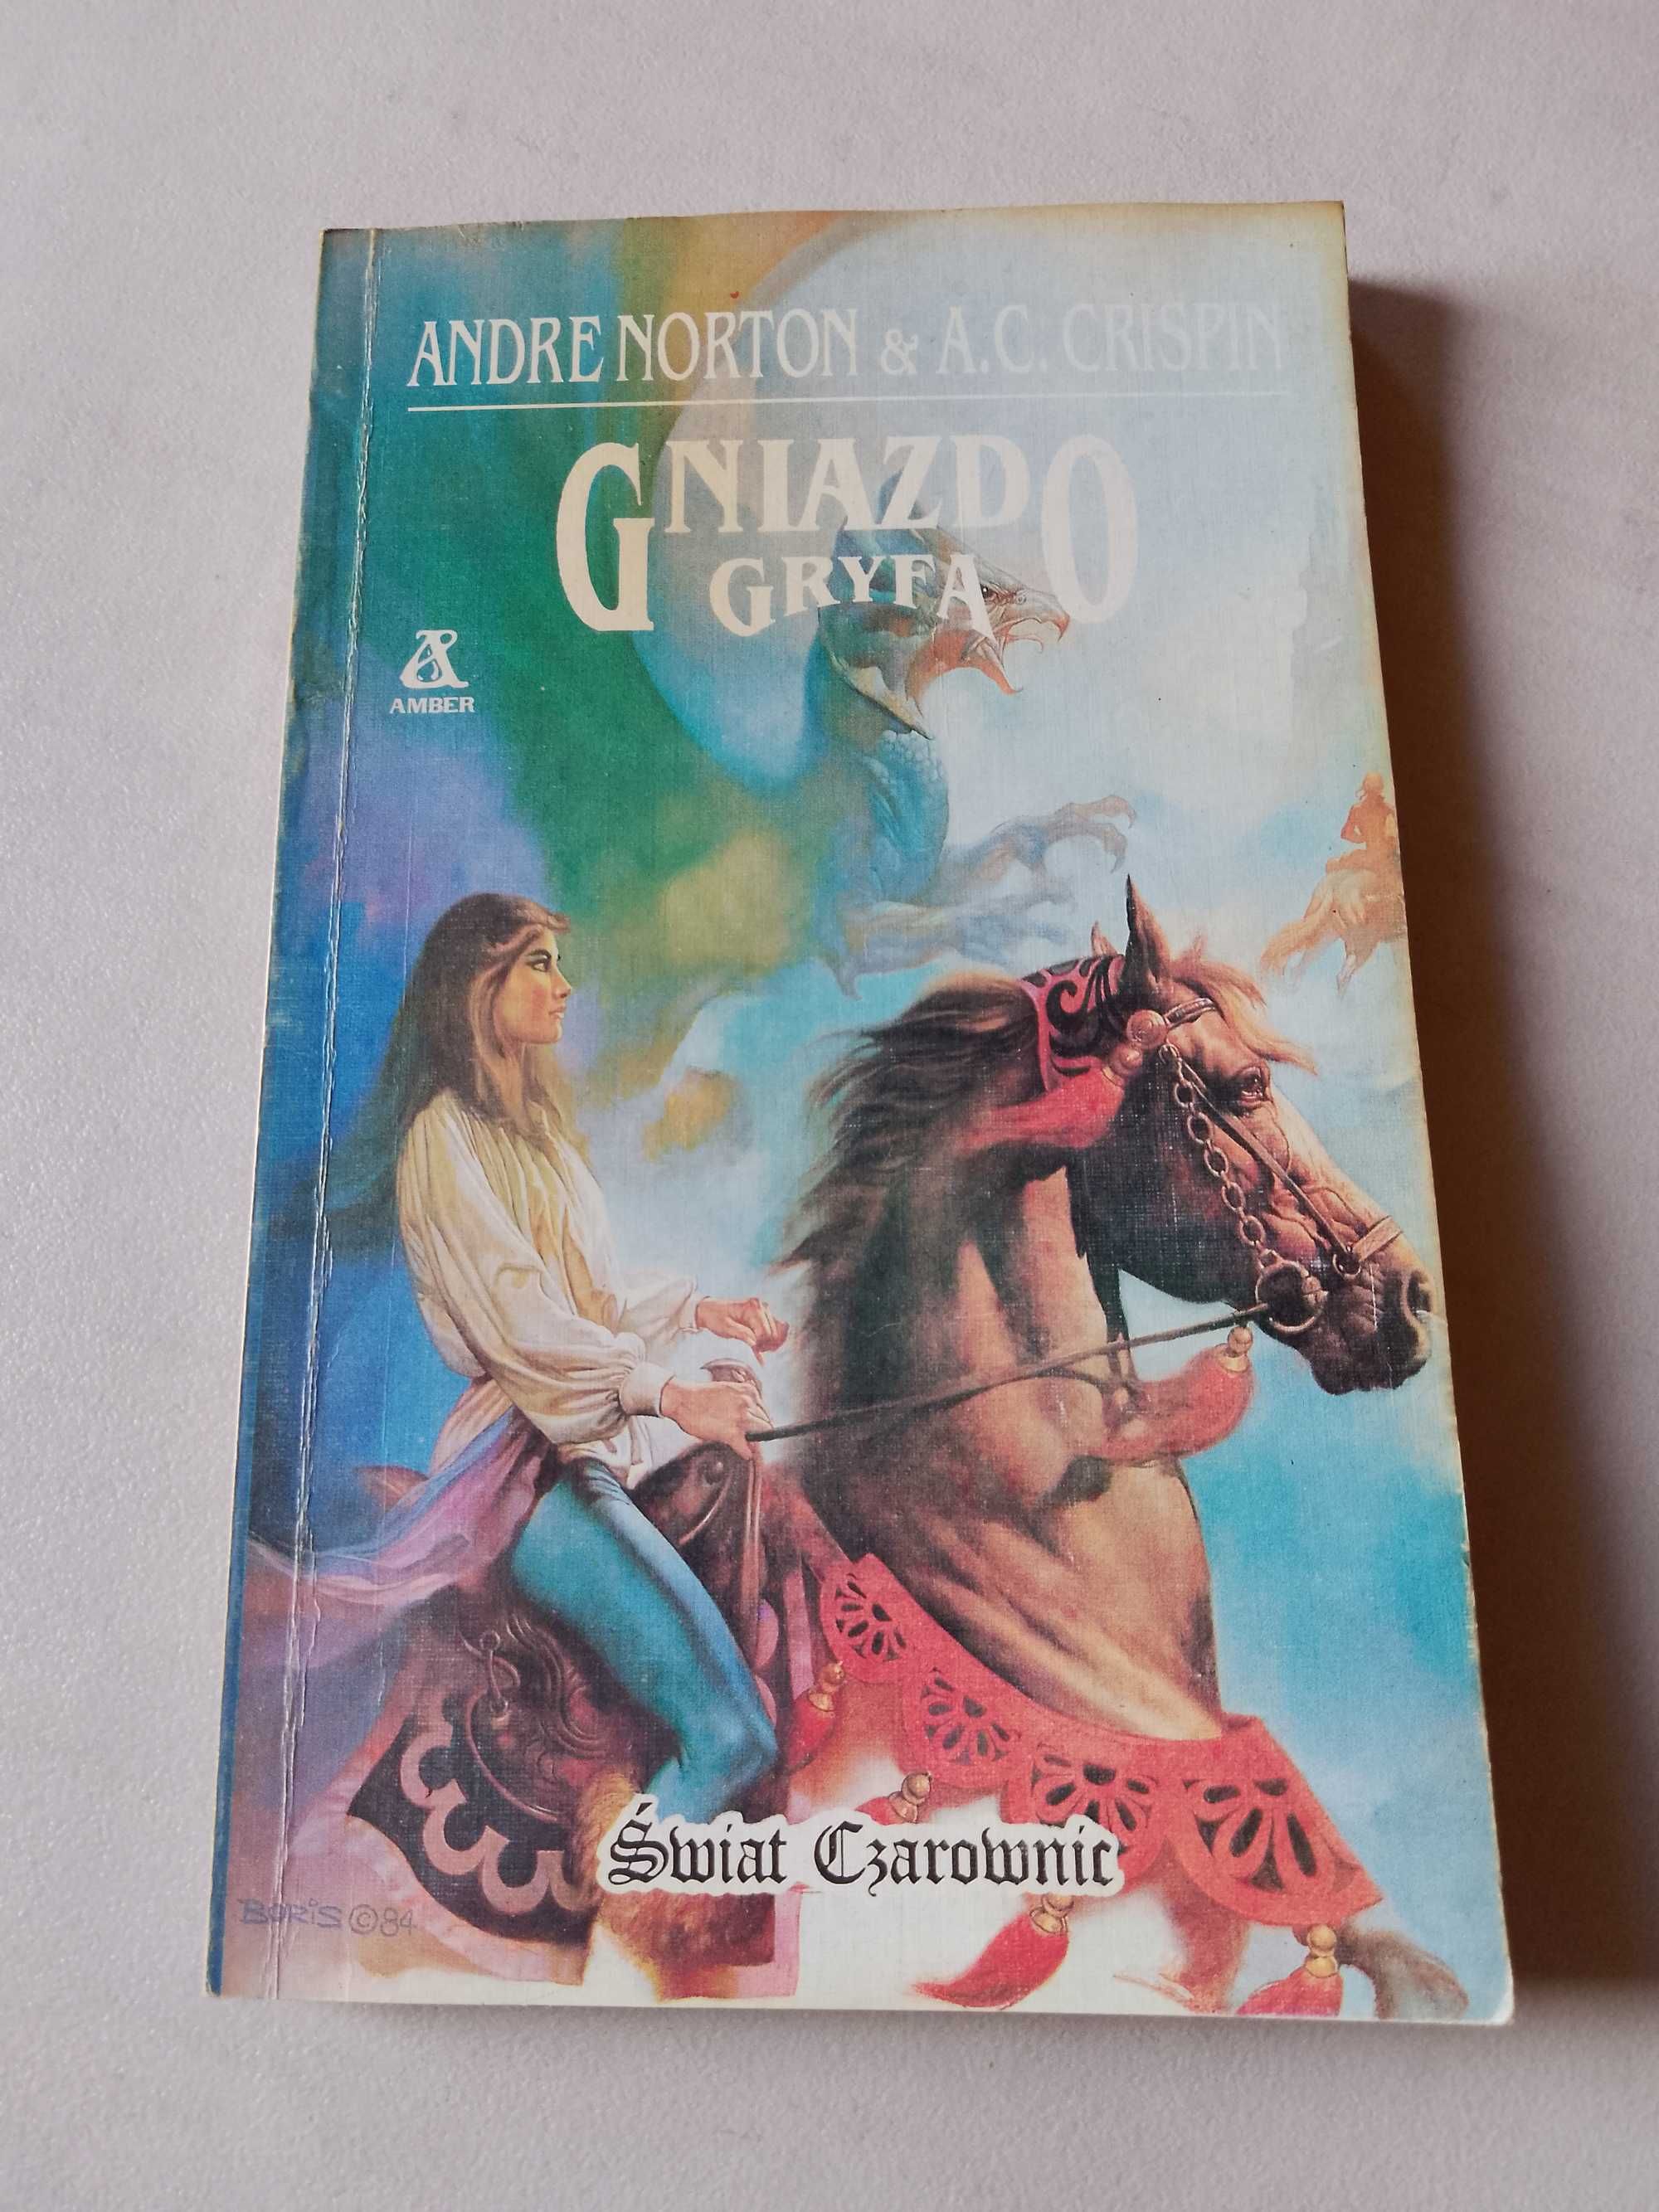 ANDRE NORTON & A.C. CRISPIN
GNIAZDO
GRYFA
AMBER
Świat Czarownic
BORIS ©84